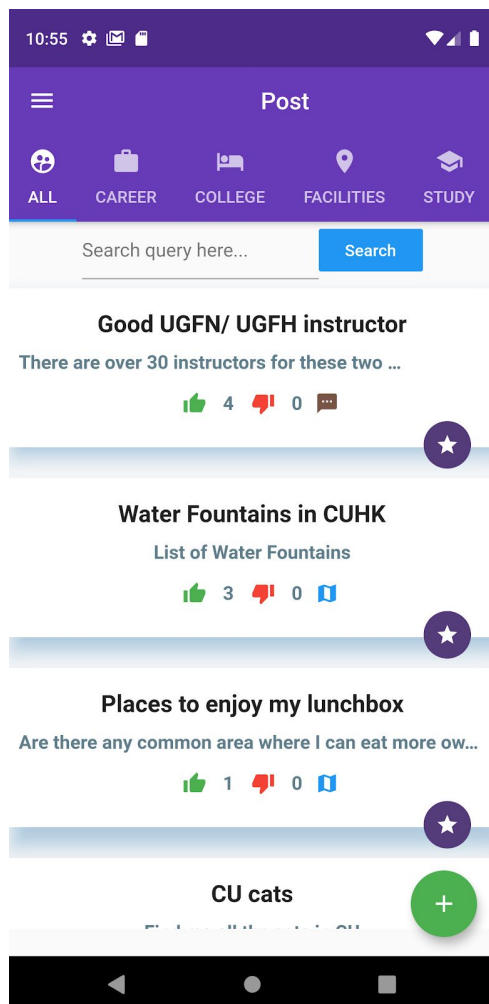 10:55
Post
ALL
CAREER
COLLEGE
FACILITIES
STUDY
Search query here...
Search
Good UGFN/ UGFH instructor
There are over 30 instructors for these two ...
4
0
Water Fountains in CUHK
List of Water Fountains
3
0
Places to enjoy my lunchbox
Are there any common area where I can eat more ow...
1
0
CU cats